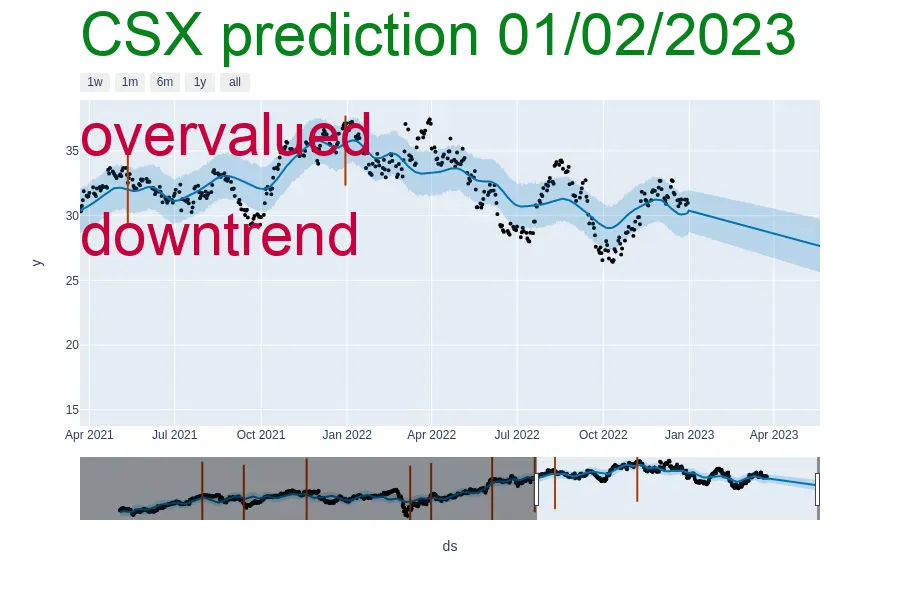 CSX prediction 01/02/2023
1w 1m 6m 1y all
overvalued
35
30
downtrend
y
25
20
15
Apr 2021 Jul 2021 Oct 2021 Jan 2022 Apr 2022 Jul 2022 Oct 2022 Jan 2023 Apr 2023
ds